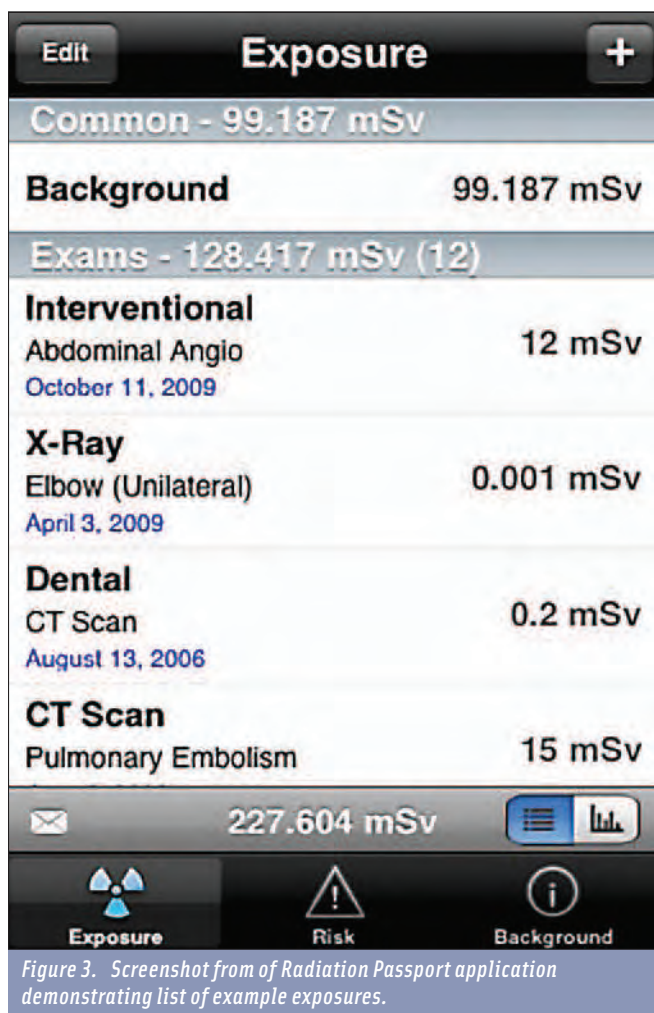 Edit Exposure +
Common - 99.187 mSv
Background 99.187 mSv
Exams - 128.417 mSv (12)
Interventional
Abdominal Angio 12 mSv
October 11, 2009
X-Ray
Elbow (Unilateral) 0.001 mSv
April 3, 2009
Dental
CT Scan 0.2 mSv
August 13, 2006
CT Scan
Pulmonary Embolism 15 mSv
227.604 mSv
Exposure Risk Background
Figure 3. Screenshot from of Radiation Passport application
demonstrating list of example exposures.